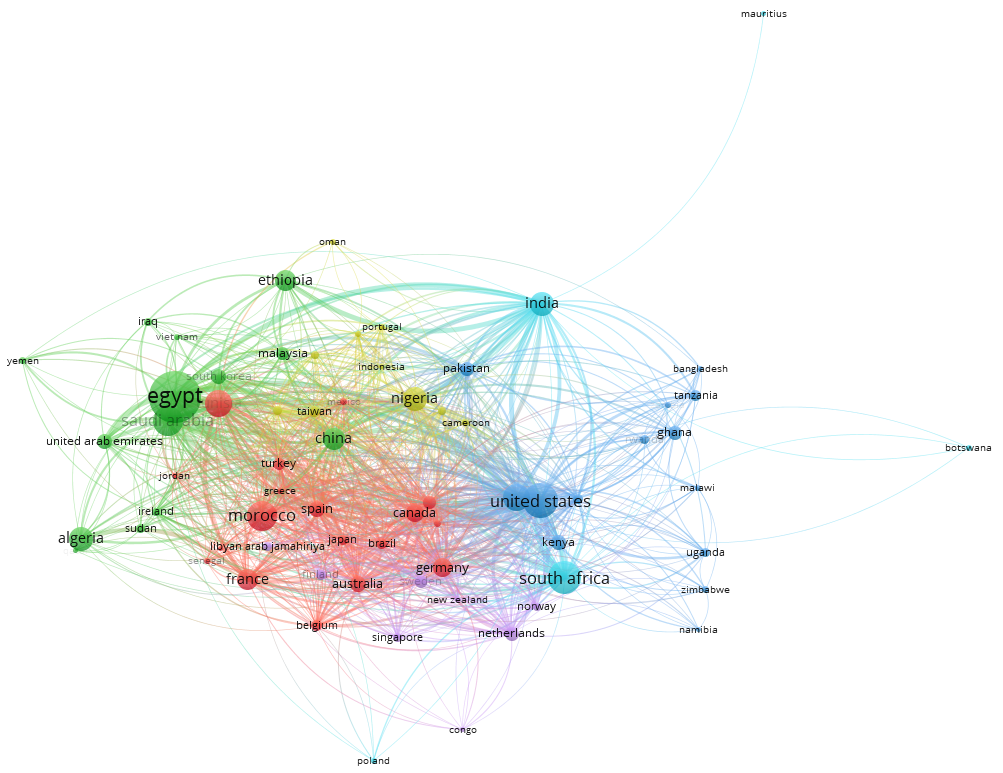 mauritius
oman
ethiopia
india
iraq
portugal
viet nam
malaysia
yemen
indonesia
pakistan
bangladesh
south korea
egypt
tanzania
nigeria
mexico
taiwan
saudi arabia
cameroon
ghana
china
united arab emirates
botswana
turkey
jordan
malawi
greece
united states
ireland
morocco
spain
canada
sudan
algeria
japan
brazil
kenya
libyan arab jamahiriya
uganda
senegal
germany
finland
france
australia
sweden
south africa
zimbabwe
new zealand
norway
belgium
singapore
netherlands
namibia
congo
poland